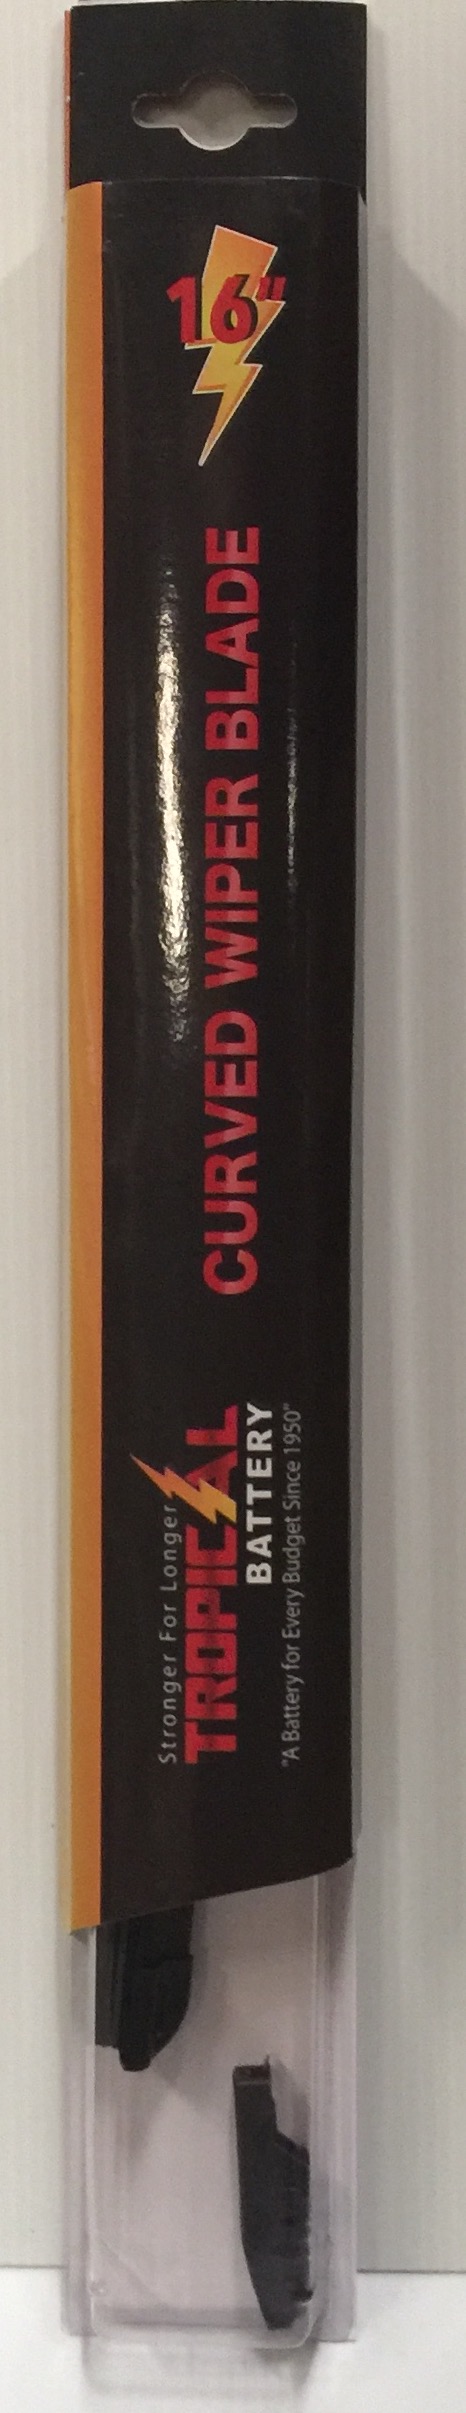 16"
CURVED WIPER BLADE
Stronger For Longer
TROPICAL
BATTERY
"A Battery for Every Budget Since 1950"